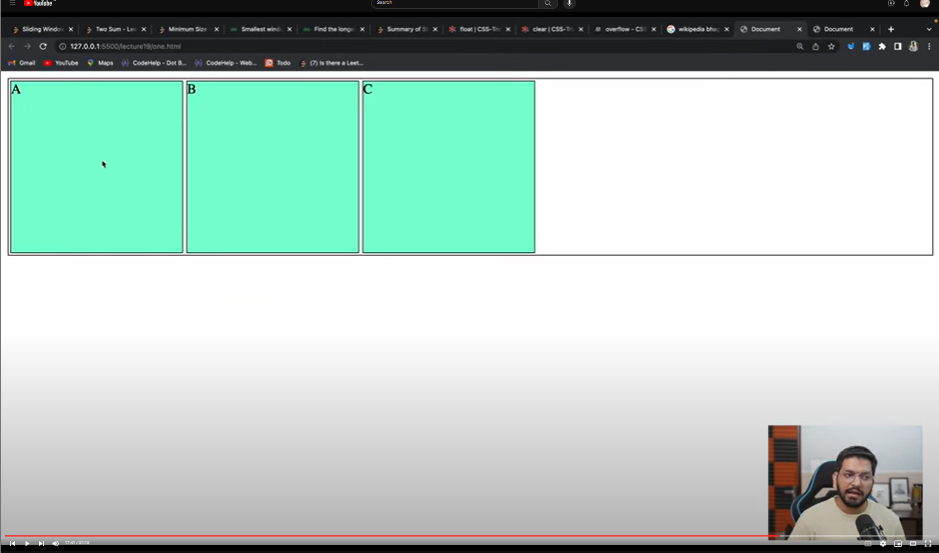 YouTube
Search
Sliding Window
Two Sum - Lee
Minimum Size
Smallest wind
Find the longe
Summary of S
float | CSS-Tri
clear | CSS-Tri
overflow - CSS
wikipedia bha
Document
Document
127.0.0.1:5500/lecture19/one.html
Gmail
YouTube
Maps
CodeHelp - Dot B...
CodeHelp - Web...
Todo
(7) Is there a Leet...
A
B
C